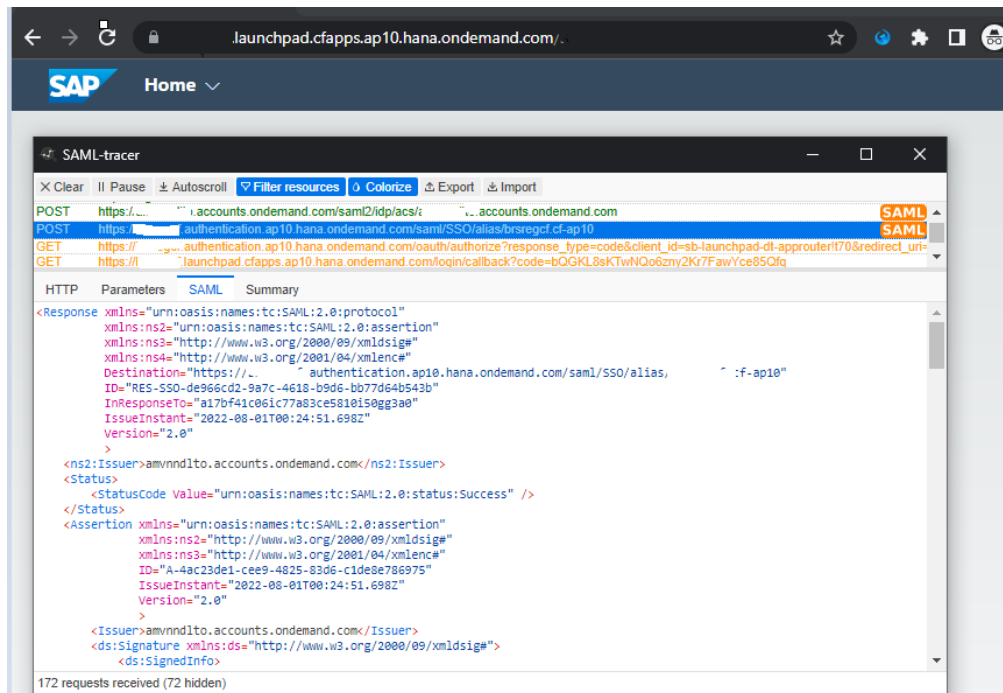 .launchpad.cfapps.ap10.hana.ondemand.com/
SAP Home
SAML-tracer
Clear Pause Autoscroll Filter resources Colorize Export Import
POST https:/ .accounts.ondemand.com/saml2/idp/acs/ .accounts.ondemand.com SAML
POST https:/ .authentication.ap10.hana.ondemand.com/saml/SSO/alias/brsregcf.cf-ap10 SAML
GET https:// .authentication.ap10.hana.ondemand.com/oauth/authorize?response_type=code&client_id=sb-launchpad-dt-approuter!t70&redirect_uri=
GET https:// .launchpad.cfapps.ap10.hana.ondemand.com/login/callback?code=bQGKL8sKTwNQo6zny2Kr7FawYce85Qfq
HTTP Parameters SAML Summary
<Response xmlns="urn:oasis:names:tc:SAML:2.0:protocol"
xmlns:ns2="urn:oasis:names:tc:SAML:2.0:assertion"
xmlns:ns3="http://www.w3.org/2000/09/xmldsig#"
xmlns:ns4="http://www.w3.org/2001/04/xmlenc#"
Destination="https:// authentication.ap10.hana.ondemand.com/saml/SSO/alias/ cf-ap10"
ID="RES-SSO-de966cd2-9a7c-4618-b9d6-bb77d64b543b"
InResponseTo="a17bf41c06ic77a83ce5810i50gg3a0"
IssueInstant="2022-08-01T00:24:51.698Z"
Version="2.0"
>
<ns2:Issuer>amvnndlto.accounts.ondemand.com</ns2:Issuer>
<Status>
<StatusCode Value="urn:oasis:names:tc:SAML:2.0:status:Success" />
</Status>
<Assertion xmlns="urn:oasis:names:tc:SAML:2.0:assertion"
xmlns:ns2="http://www.w3.org/2000/09/xmldsig#"
xmlns:ns3="http://www.w3.org/2001/04/xmlenc#"
ID="A-4ac23de1-cee9-4825-83d6-c1de8e786975"
IssueInstant="2022-08-01T00:24:51.698Z"
Version="2.0"
>
<Issuer>amvnndlto.accounts.ondemand.com</Issuer>
<ds:Signature xmlns:ds="http://www.w3.org/2000/09/xmldsig#">
<ds:SignedInfo>
172 requests received (72 hidden)